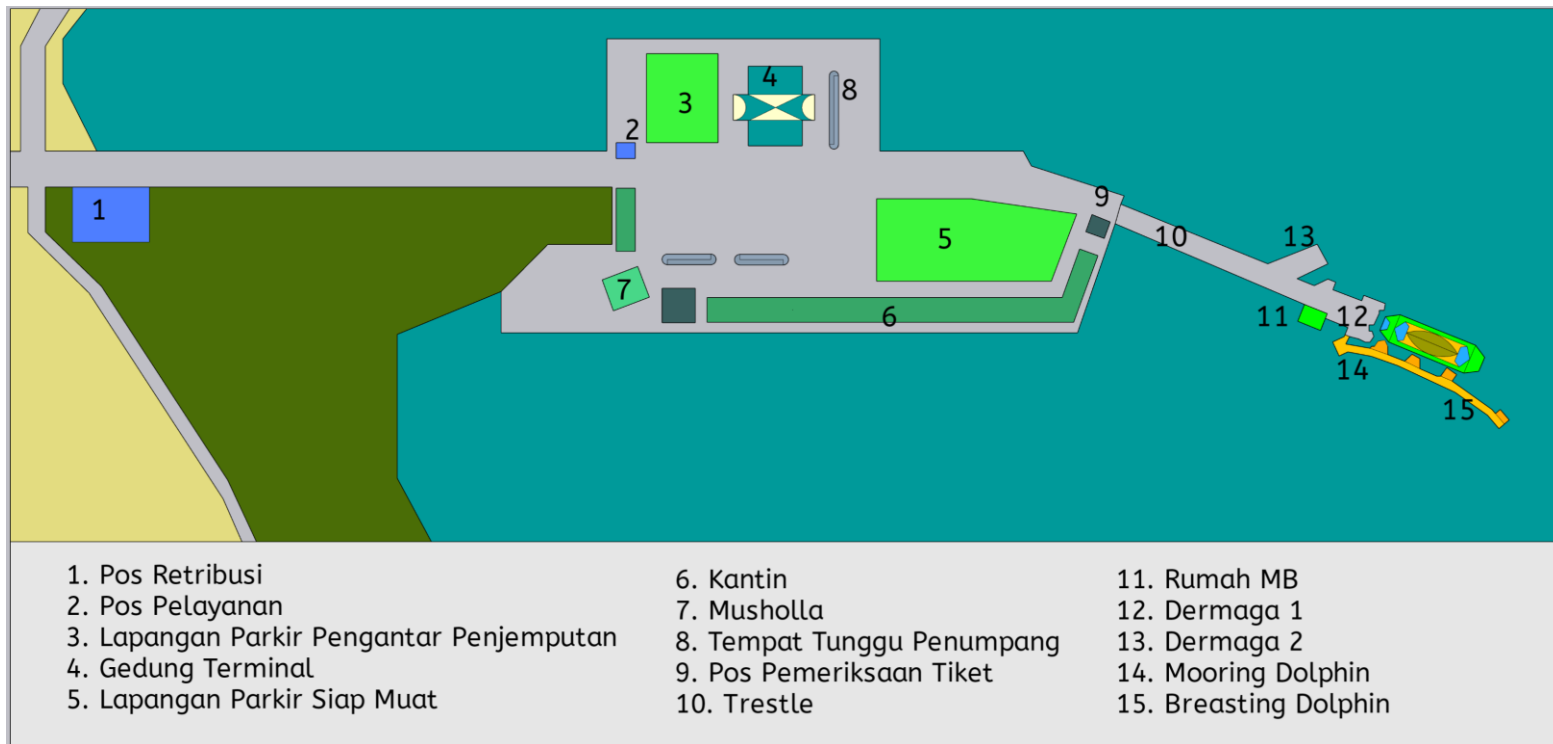 1
2
3
4
8
5
7
6
9
10
13
11
12
14
15
1. Pos Retribusi
2. Pos Pelayanan
3. Lapangan Parkir Pengantar Penjemputan
4. Gedung Terminal
5. Lapangan Parkir Siap Muat
6. Kantin
7. Musholla
8. Tempat Tunggu Penumpang
9. Pos Pemeriksaan Tiket
10. Trestle
11. Rumah MB
12. Dermaga 1
13. Dermaga 2
14. Mooring Dolphin
15. Breasting Dolphin